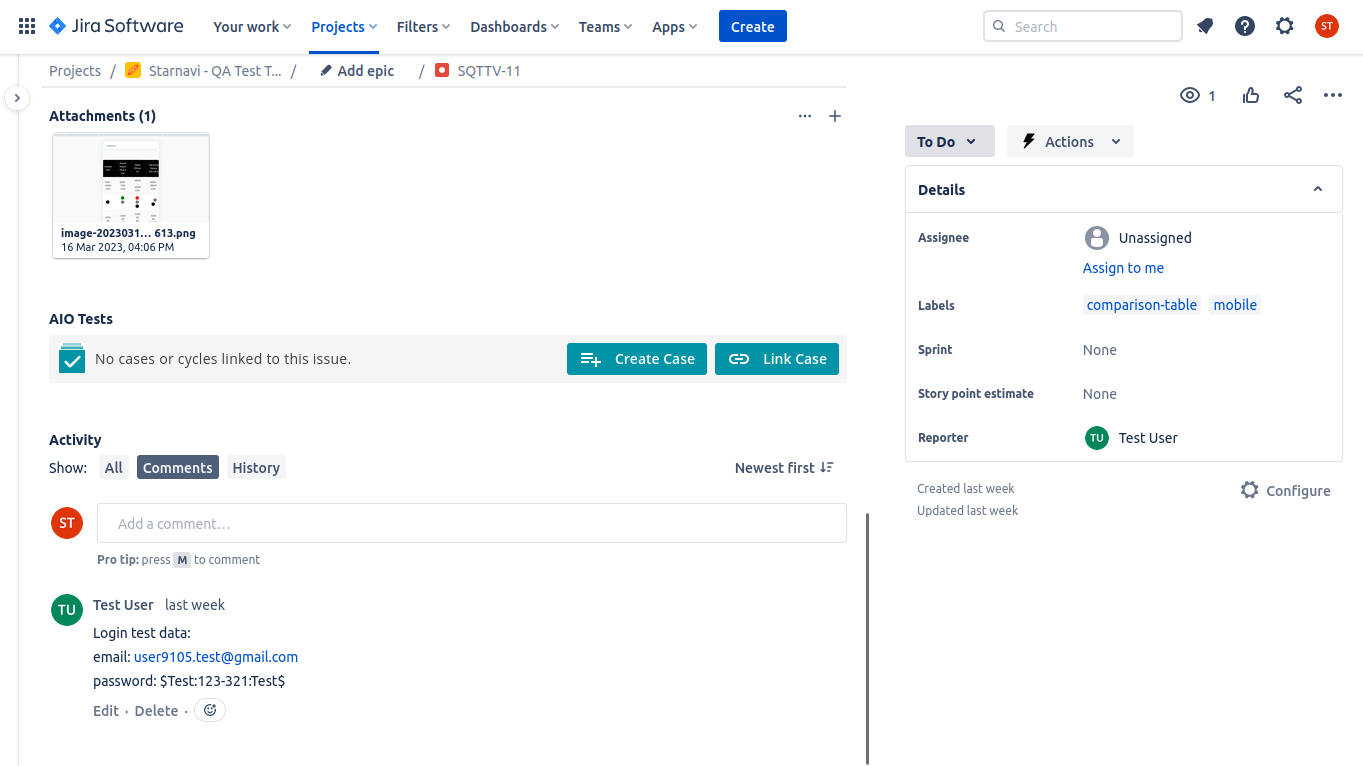 Jira Software Your work Projects Filters Dashboards Teams Apps Create Search ST
Projects / Starnavi - QA Test T... / Add epic / SQTTV-11
1
Attachments (1)
image-2023031... 613.png
16 Mar 2023, 04:06 PM
To Do Actions
Details
Assignee Unassigned
Assign to me
Labels comparison-table mobile
Sprint None
Story point estimate None
Reporter TU Test User
Created last week Configure
Updated last week
AIO Tests
No cases or cycles linked to this issue. Create Case Link Case
Activity
Show: All Comments History Newest first
ST Add a comment...
Pro tip: press M to comment
TU Test User last week
Login test data:
email: user9105.test@gmail.com
password: $Test:123-321:Test$
Edit · Delete ·